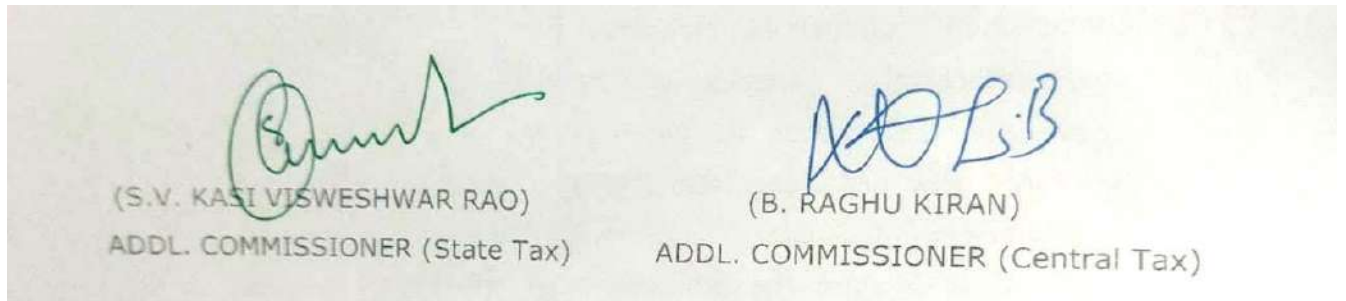 (S.V. KASI VISWESHWAR RAO) (B. RAGHU KIRAN)
ADDL. COMMISSIONER (State Tax) ADDL. COMMISSIONER (Central Tax)